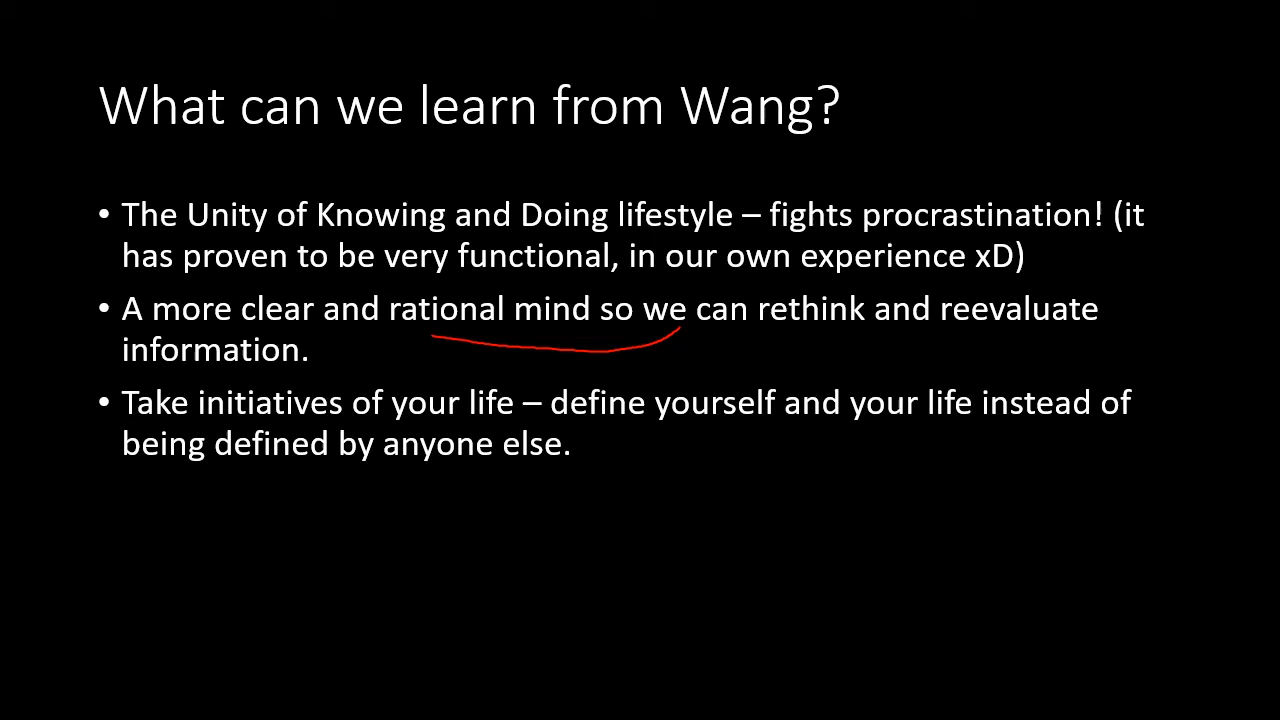 What can we learn from Wang?
• The Unity of Knowing and Doing lifestyle – fights procrastination! (it
has proven to be very functional, in our own experience xD)
• A more clear and rational mind so we can rethink and reevaluate
information.
• Take initiatives of your life – define yourself and your life instead of
being defined by anyone else.